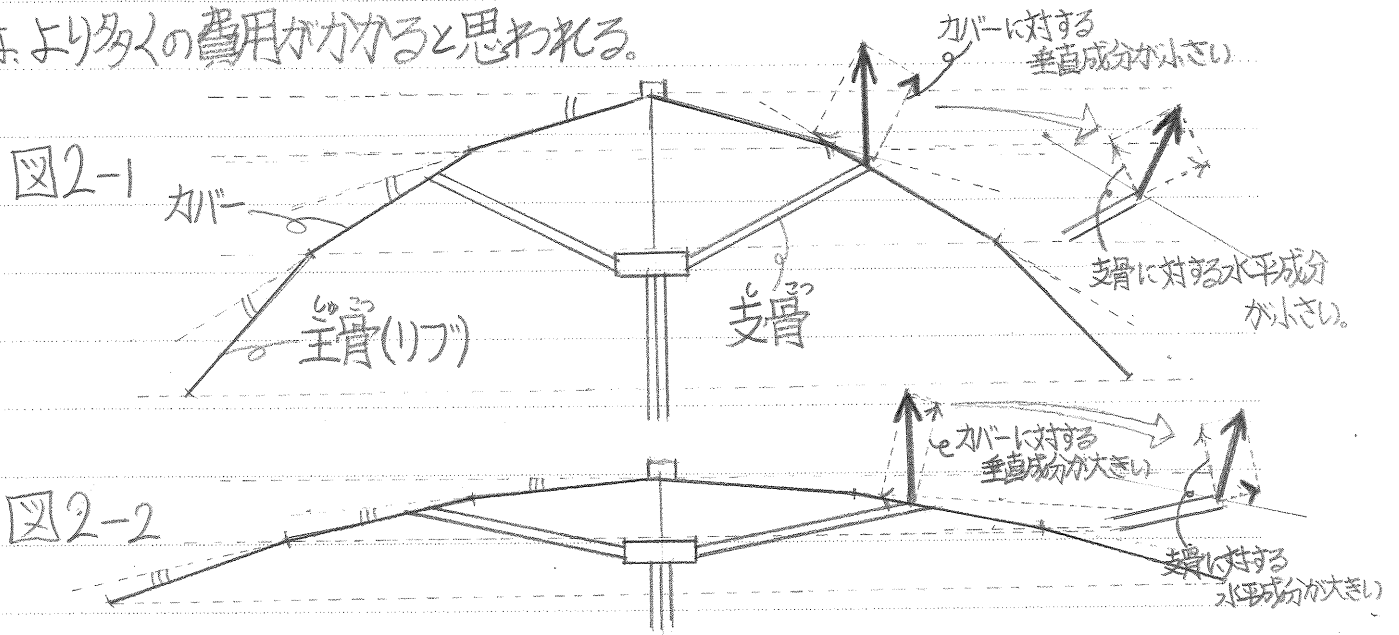 より多くの費用がかかると思われる。
カバーに対する
垂直成分が小さい
図2-1
カバー
支骨に対する水平成分
が小さい。
しゅ こつ
主骨(リブ)
し こつ
支骨
カバーに対する
垂直成分が大きい
図2-2
支骨に対する
水平成分が大きい